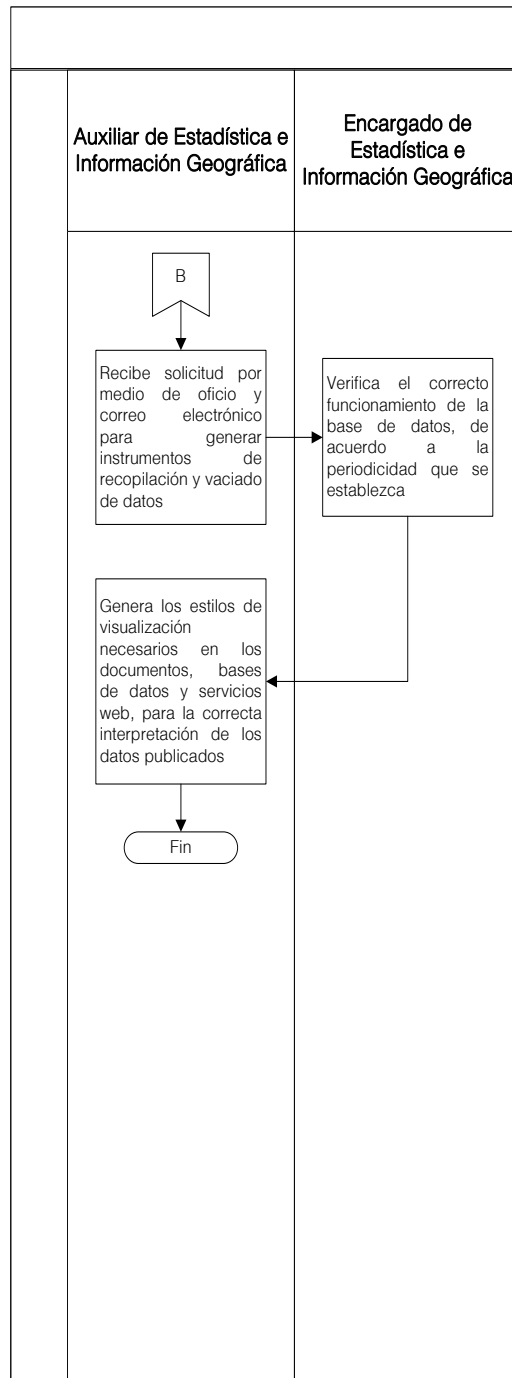 Auxiliar de Estadística e
Información Geográfica
Encargado de
Estadística e
Información Geográfica
B
Recibe solicitud por
medio de oficio y
correo electrónico
para generar
instrumentos de
recopilación y vaciado
de datos
Verifica el correcto
funcionamiento de la
base de datos, de
acuerdo a la
periodicidad que se
establezca
Genera los estilos de
visualización
necesarios en los
documentos, bases
de datos y servicios
web, para la correcta
interpretación de los
datos publicados
Fin